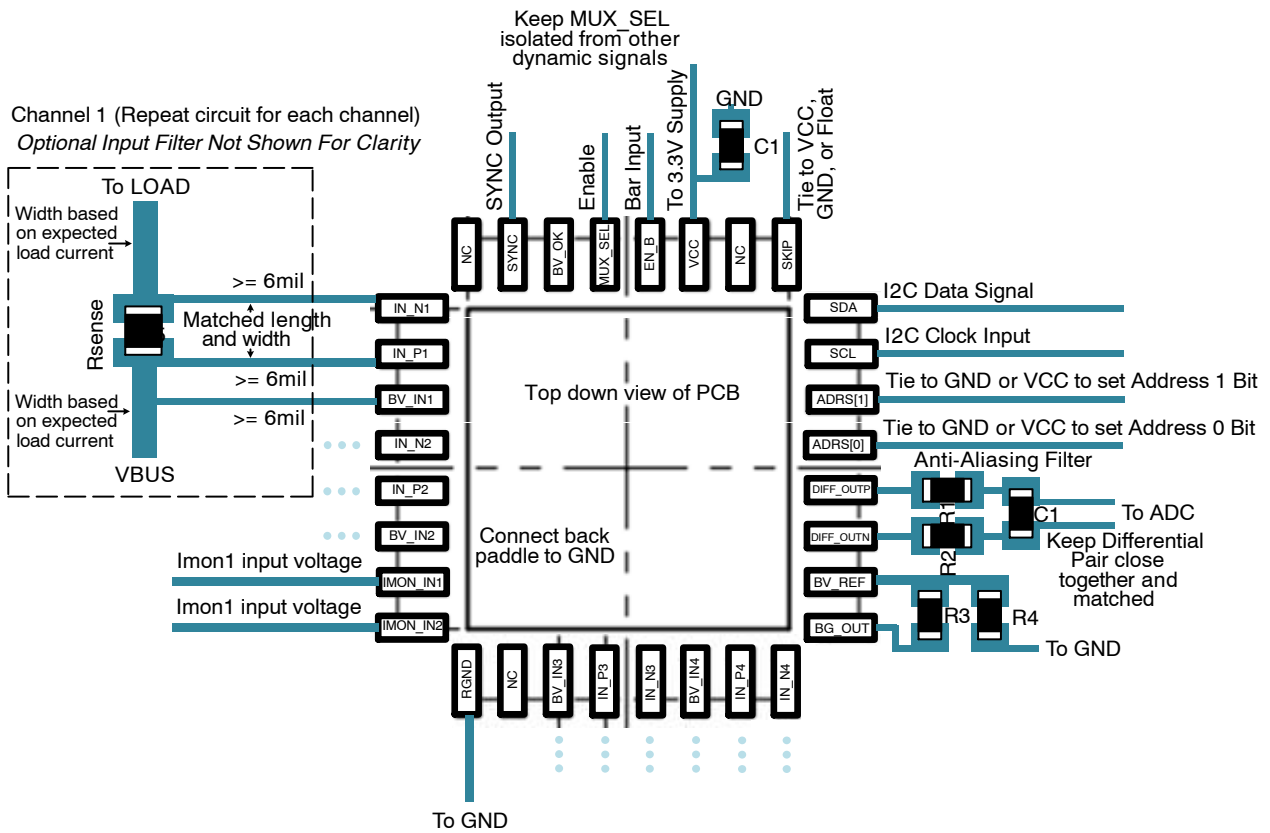 Keep MUX_SEL
isolated from other
dynamic signals
Channel 1 (Repeat circuit for each channel)
Optional Input Filter Not Shown For Clarity
SYNC Output
Enable
Bar Input
To 3.3V Supply
GND
C1
Tie to VCC,
GND, or Float
To LOAD
Width based
on expected
load current
>= 6mil
Rsense
Matched length
and width
>= 6mil
>= 6mil
Width based
on expected
load current
VBUS
NC
SYNC
BV_OK
MUX_SEL
EN_B
VCC
NC
SKIP
IN_N1
IN_P1
BV_IN1
IN_N2
IN_P2
BV_IN2
IMON_IN1
IMON_IN2
Imon1 input voltage
Imon1 input voltage
Top down view of PCB
Connect back
paddle to GND
SDA
SCL
ADRS[1]
ADRS[0]
DIFF_OUTP
DIFF_OUTN
BV_REF
BG_OUT
I2C Data Signal
I2C Clock Input
Tie to GND or VCC to set Address 1 Bit
Tie to GND or VCC to set Address 0 Bit
Anti-Aliasing Filter
R1
C1
To ADC
R2
Keep Differential
Pair close
together and
matched
R3
R4
To GND
RGND
NC
BV_IN3
IN_P3
IN_N3
BV_IN4
IN_P4
IN_N4
To GND